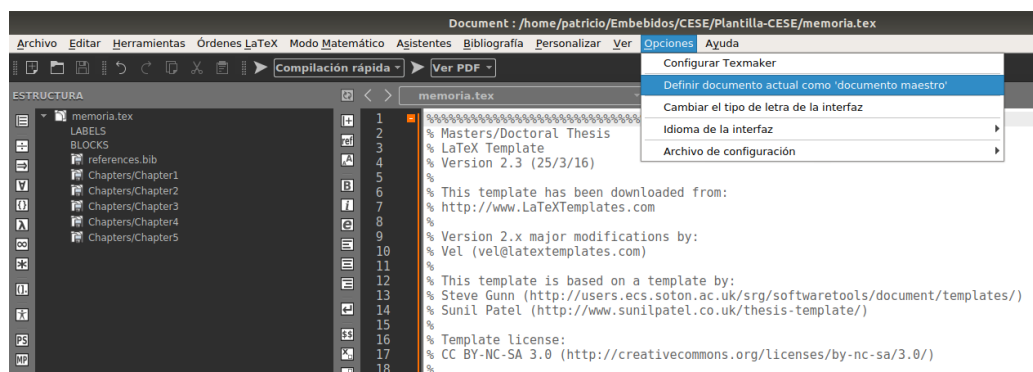 Document : /home/patricio/Embebidos/CESE/Plantilla-CESE/memoria.tex
Archivo Editar Herramientas Órdenes LaTeX Modo Matemático Asistentes Bibliografía Personalizar Ver Opciones Ayuda
Compilación rápida Ver PDF
Configurar Texmaker
Definir documento actual como 'documento maestro'
Cambiar el tipo de letra de la interfaz
Idioma de la interfaz
Archivo de configuración
ESTRUCTURA
memoria.tex
LABELS
BLOCKS
references.bib
Chapters/Chapter1
Chapters/Chapter2
Chapters/Chapter3
Chapters/Chapter4
Chapters/Chapter5
PS
MP
ref
B
i
e
$$
memoria.tex
1 %%%%%%%%%%%%%%%%%%%%%%%%%%%%%
2 % Masters/Doctoral Thesis
3 % LaTeX Template
4 % Version 2.3 (25/3/16)
5 %
6 % This template has been downloaded from:
7 % http://www.LaTeXTemplates.com
8 %
9 % Version 2.x major modifications by:
10 % Vel (vel@latextemplates.com)
11 %
12 % This template is based on a template by:
13 % Steve Gunn (http://users.ecs.soton.ac.uk/srg/softwaretools/document/templates/)
14 % Sunil Patel (http://www.sunilpatel.co.uk/thesis-template/)
15 %
16 % Template license:
17 % CC BY-NC-SA 3.0 (http://creativecommons.org/licenses/by-nc-sa/3.0/)
18 %